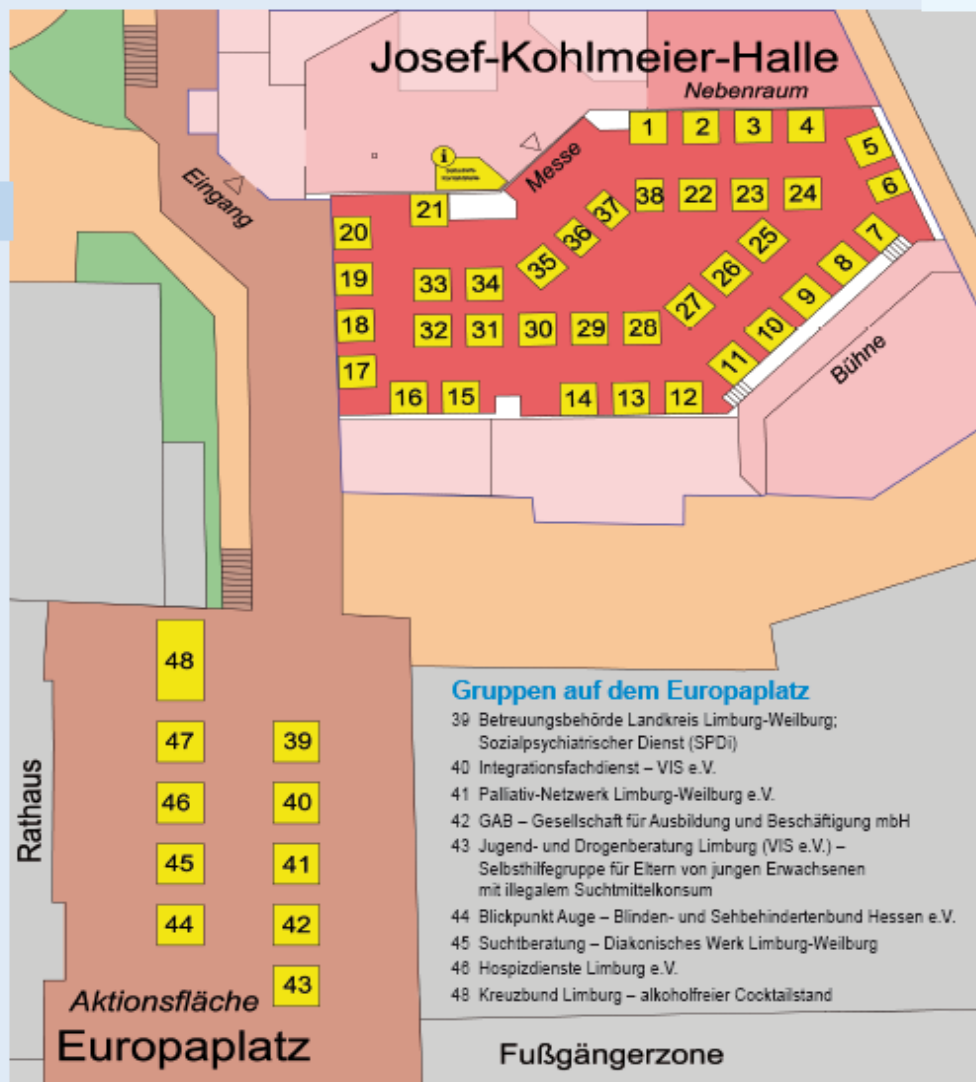 Josef-Kohlmeier-Halle
Nebenraum
1 2 3 4
5
6
Messe
i
Eingang
21
38 22 23 24
37
36
35
20
25
7
19
33 34
26
8
27
9
18
32 31 30 29 28
10
11
Bühne
17
16 15 14 13 12
48
47 39
46 40
45 41
44 42
43
Rathaus
Aktionsfläche
Europaplatz
Gruppen auf dem Europaplatz
39 Betreuungsbehörde Landkreis Limburg-Weilburg;
Sozialpsychiatrischer Dienst (SPDi)
40 Integrationsfachdienst – VIS e.V.
41 Palliativ-Netzwerk Limburg-Weilburg e.V.
42 GAB – Gesellschaft für Ausbildung und Beschäftigung mbH
43 Jugend- und Drogenberatung Limburg (VIS e.V.) –
Selbsthilfegruppe für Eltern von jungen Erwachsenen
mit illegalem Suchtmittelkonsum
44 Blickpunkt Auge – Blinden- und Sehbehindertenbund Hessen e.V.
45 Suchtberatung – Diakonisches Werk Limburg-Weilburg
46 Hospizdienste Limburg e.V.
48 Kreuzbund Limburg – alkoholfreier Cocktailstand
Fußgängerzone